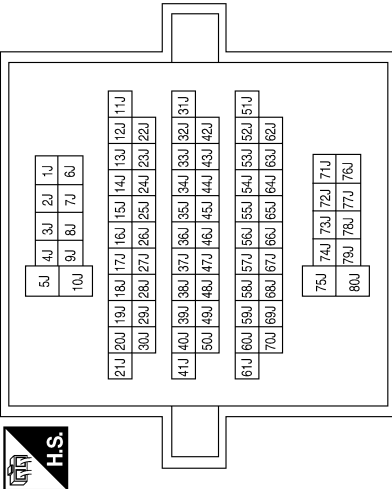 H.S.
5J 4J 3J 2J 1J
10J 9J 8J 7J 6J
21J 20J 19J 18J 17J 16J 15J 14J 13J 12J 11J
30J 29J 28J 27J 26J 25J 24J 23J 22J
41J 40J 39J 38J 37J 36J 35J 34J 33J 32J 31J
50J 49J 48J 47J 46J 45J 44J 43J 42J
61J 60J 59J 58J 57J 56J 55J 54J 53J 52J 51J
70J 69J 68J 67J 66J 65J 64J 63J 62J
75J 74J 73J 72J 71J
80J 79J 78J 77J 76J